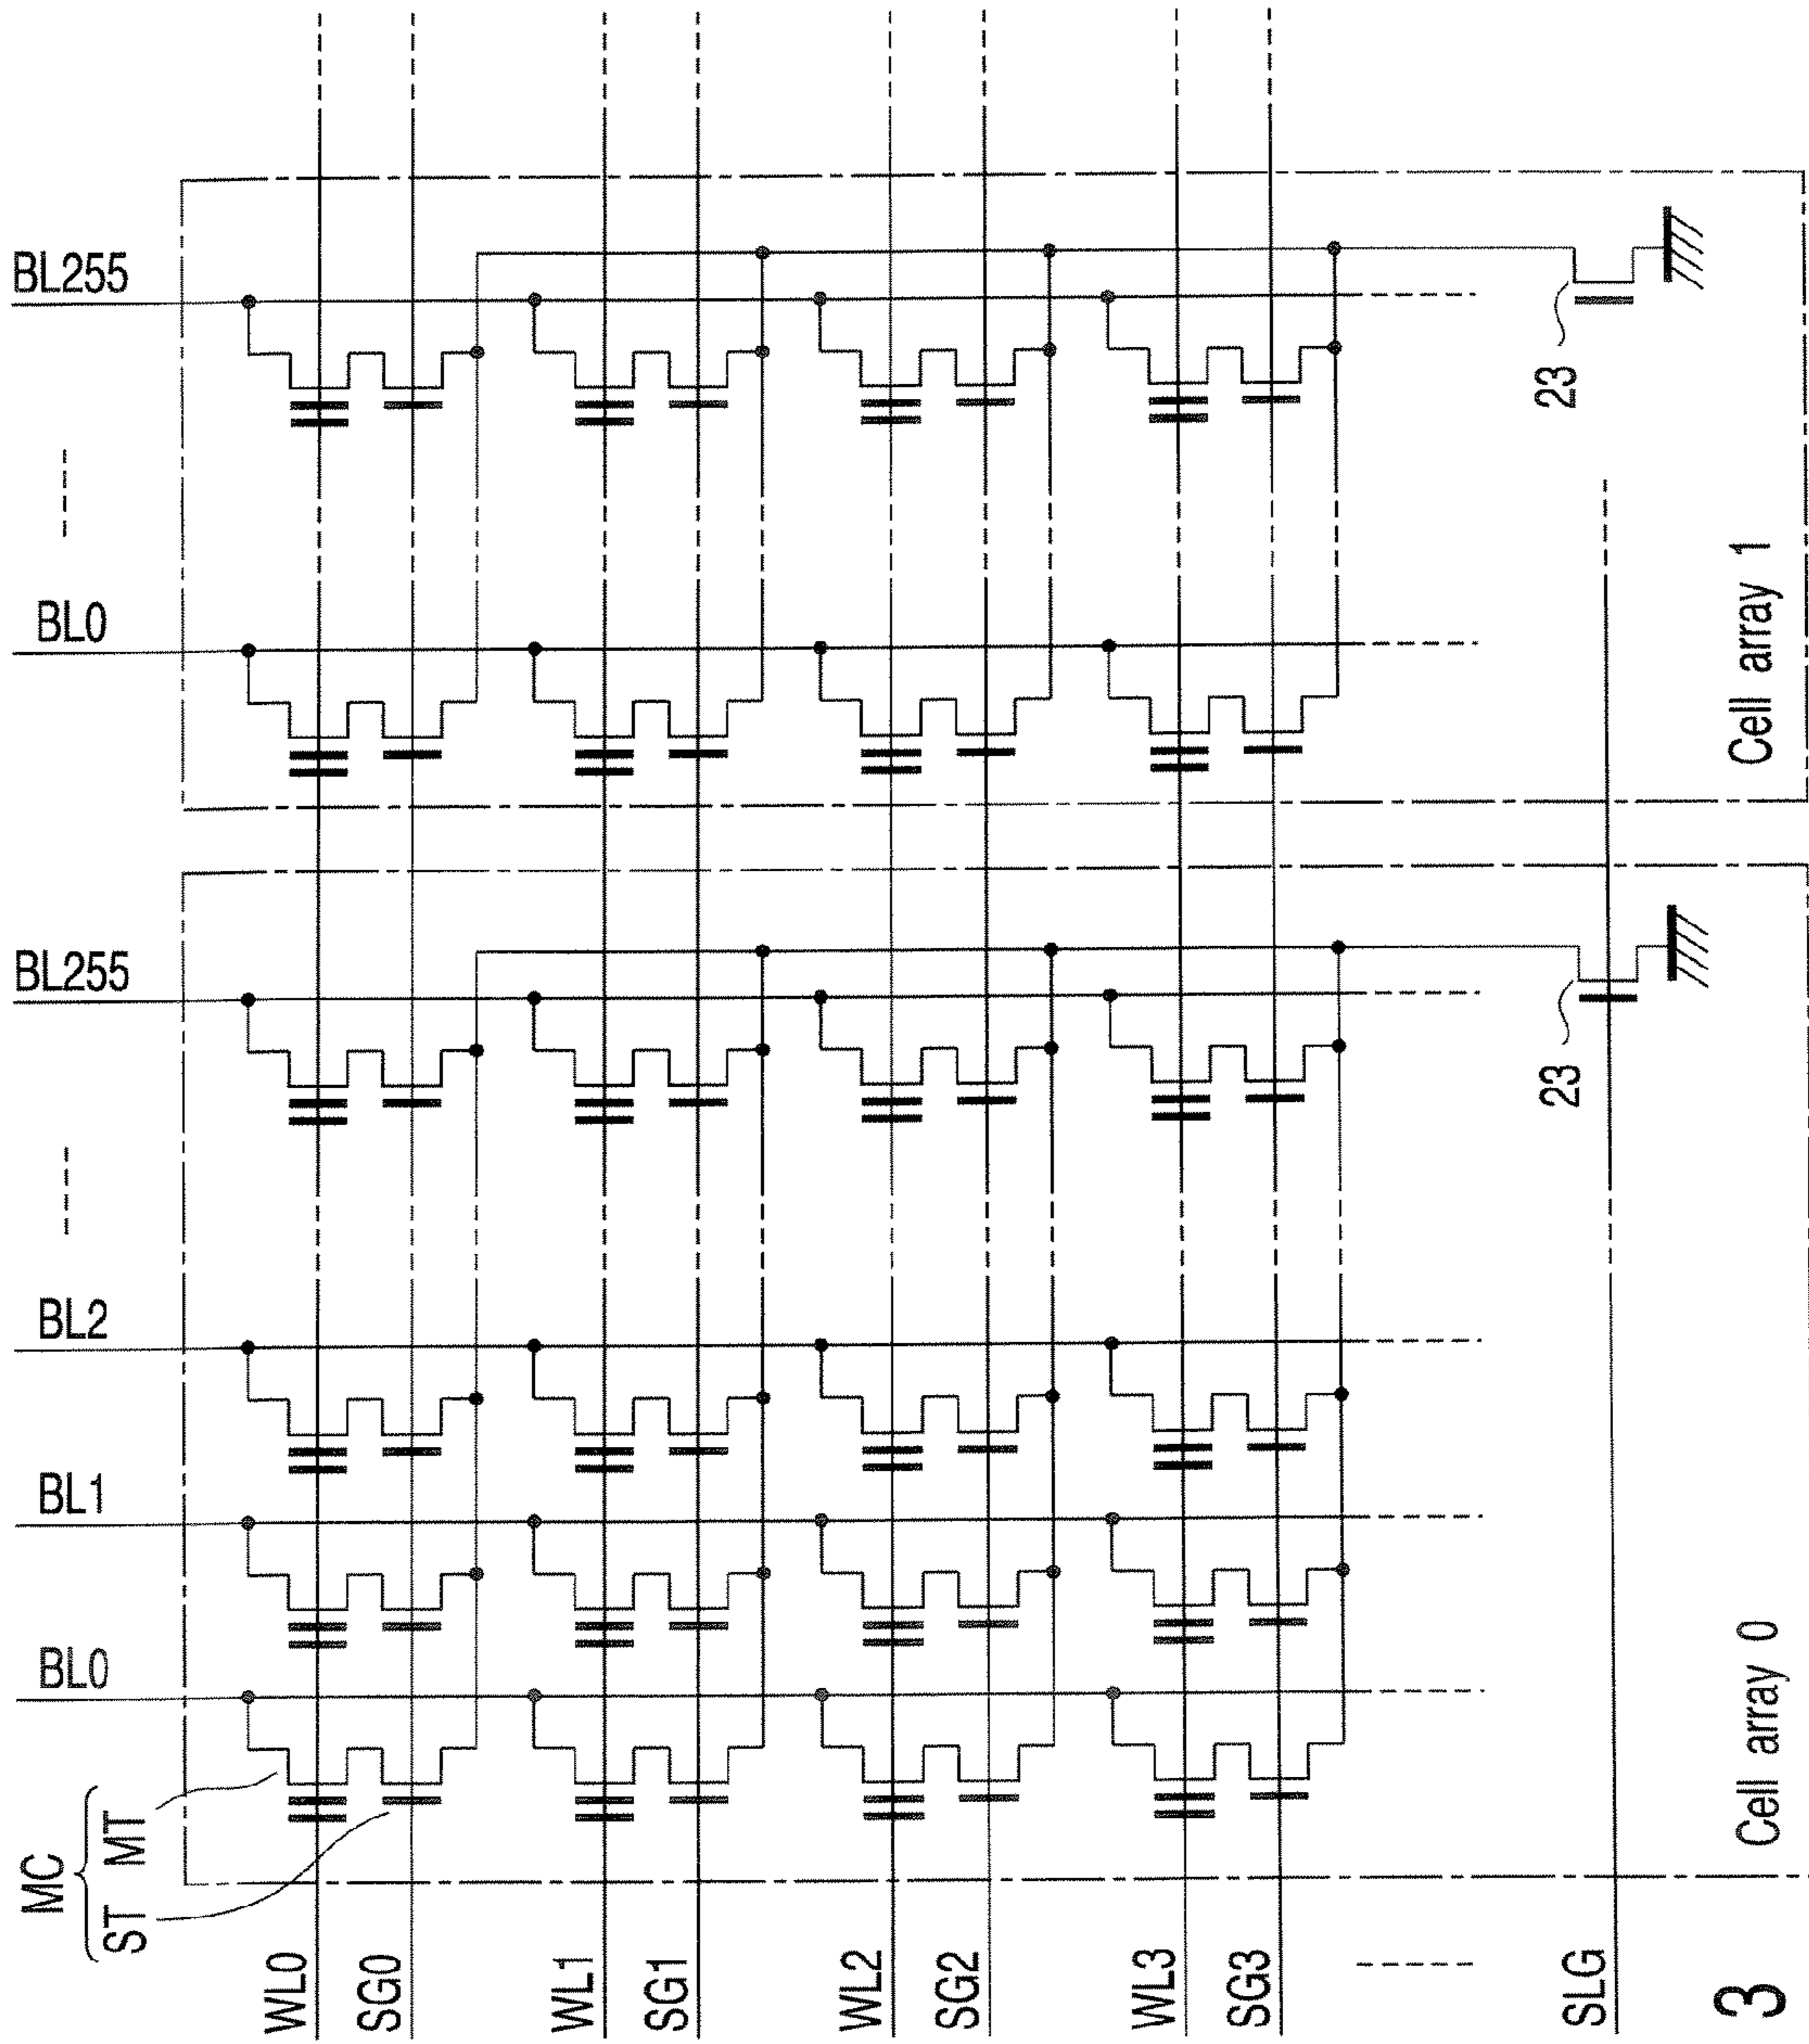 MC
ST MT
BL0
BL1
BL2
BL255
BL0
BL255
WL0
SG0
WL1
SG1
WL2
SG2
WL3
SG3
23
23
SLG
Cell array 0
Cell array 1
3